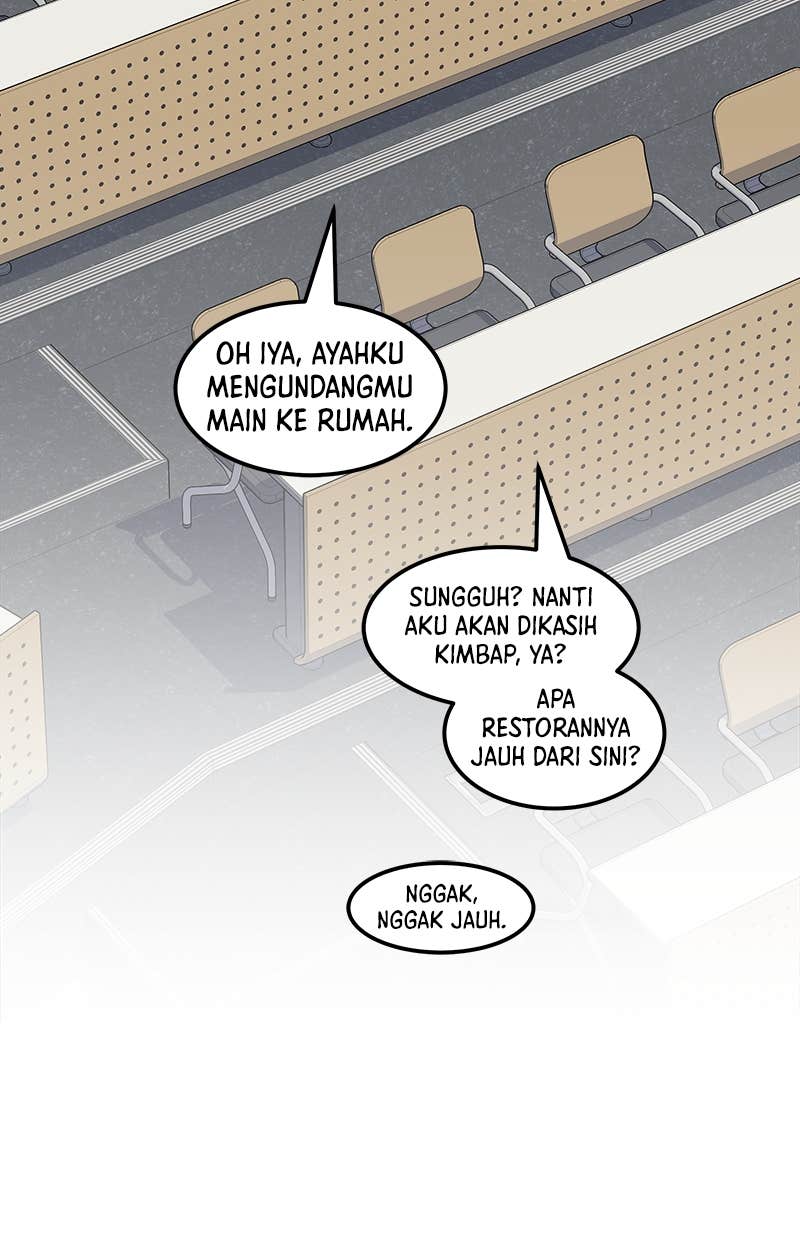 OH IYA, AYAHKU
MENGUNDANGMU
MAIN KE RUMAH.
SUNGGUH? NANTI
AKU AKAN DIKASIH
KIMBAP, YA?
APA
RESTORANNYA
JAUH DARI SINI?
NGGAK,
NGGAK JAUH.